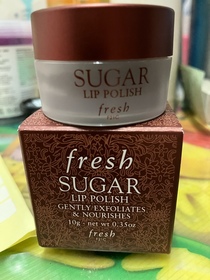 SUGAR
LIP POLISH
fresh
fresh
SUGAR
LIP POLISH
GENTLY EXFOLIATES
& NOURISHES
10g - net wt 0.35oz
fresh